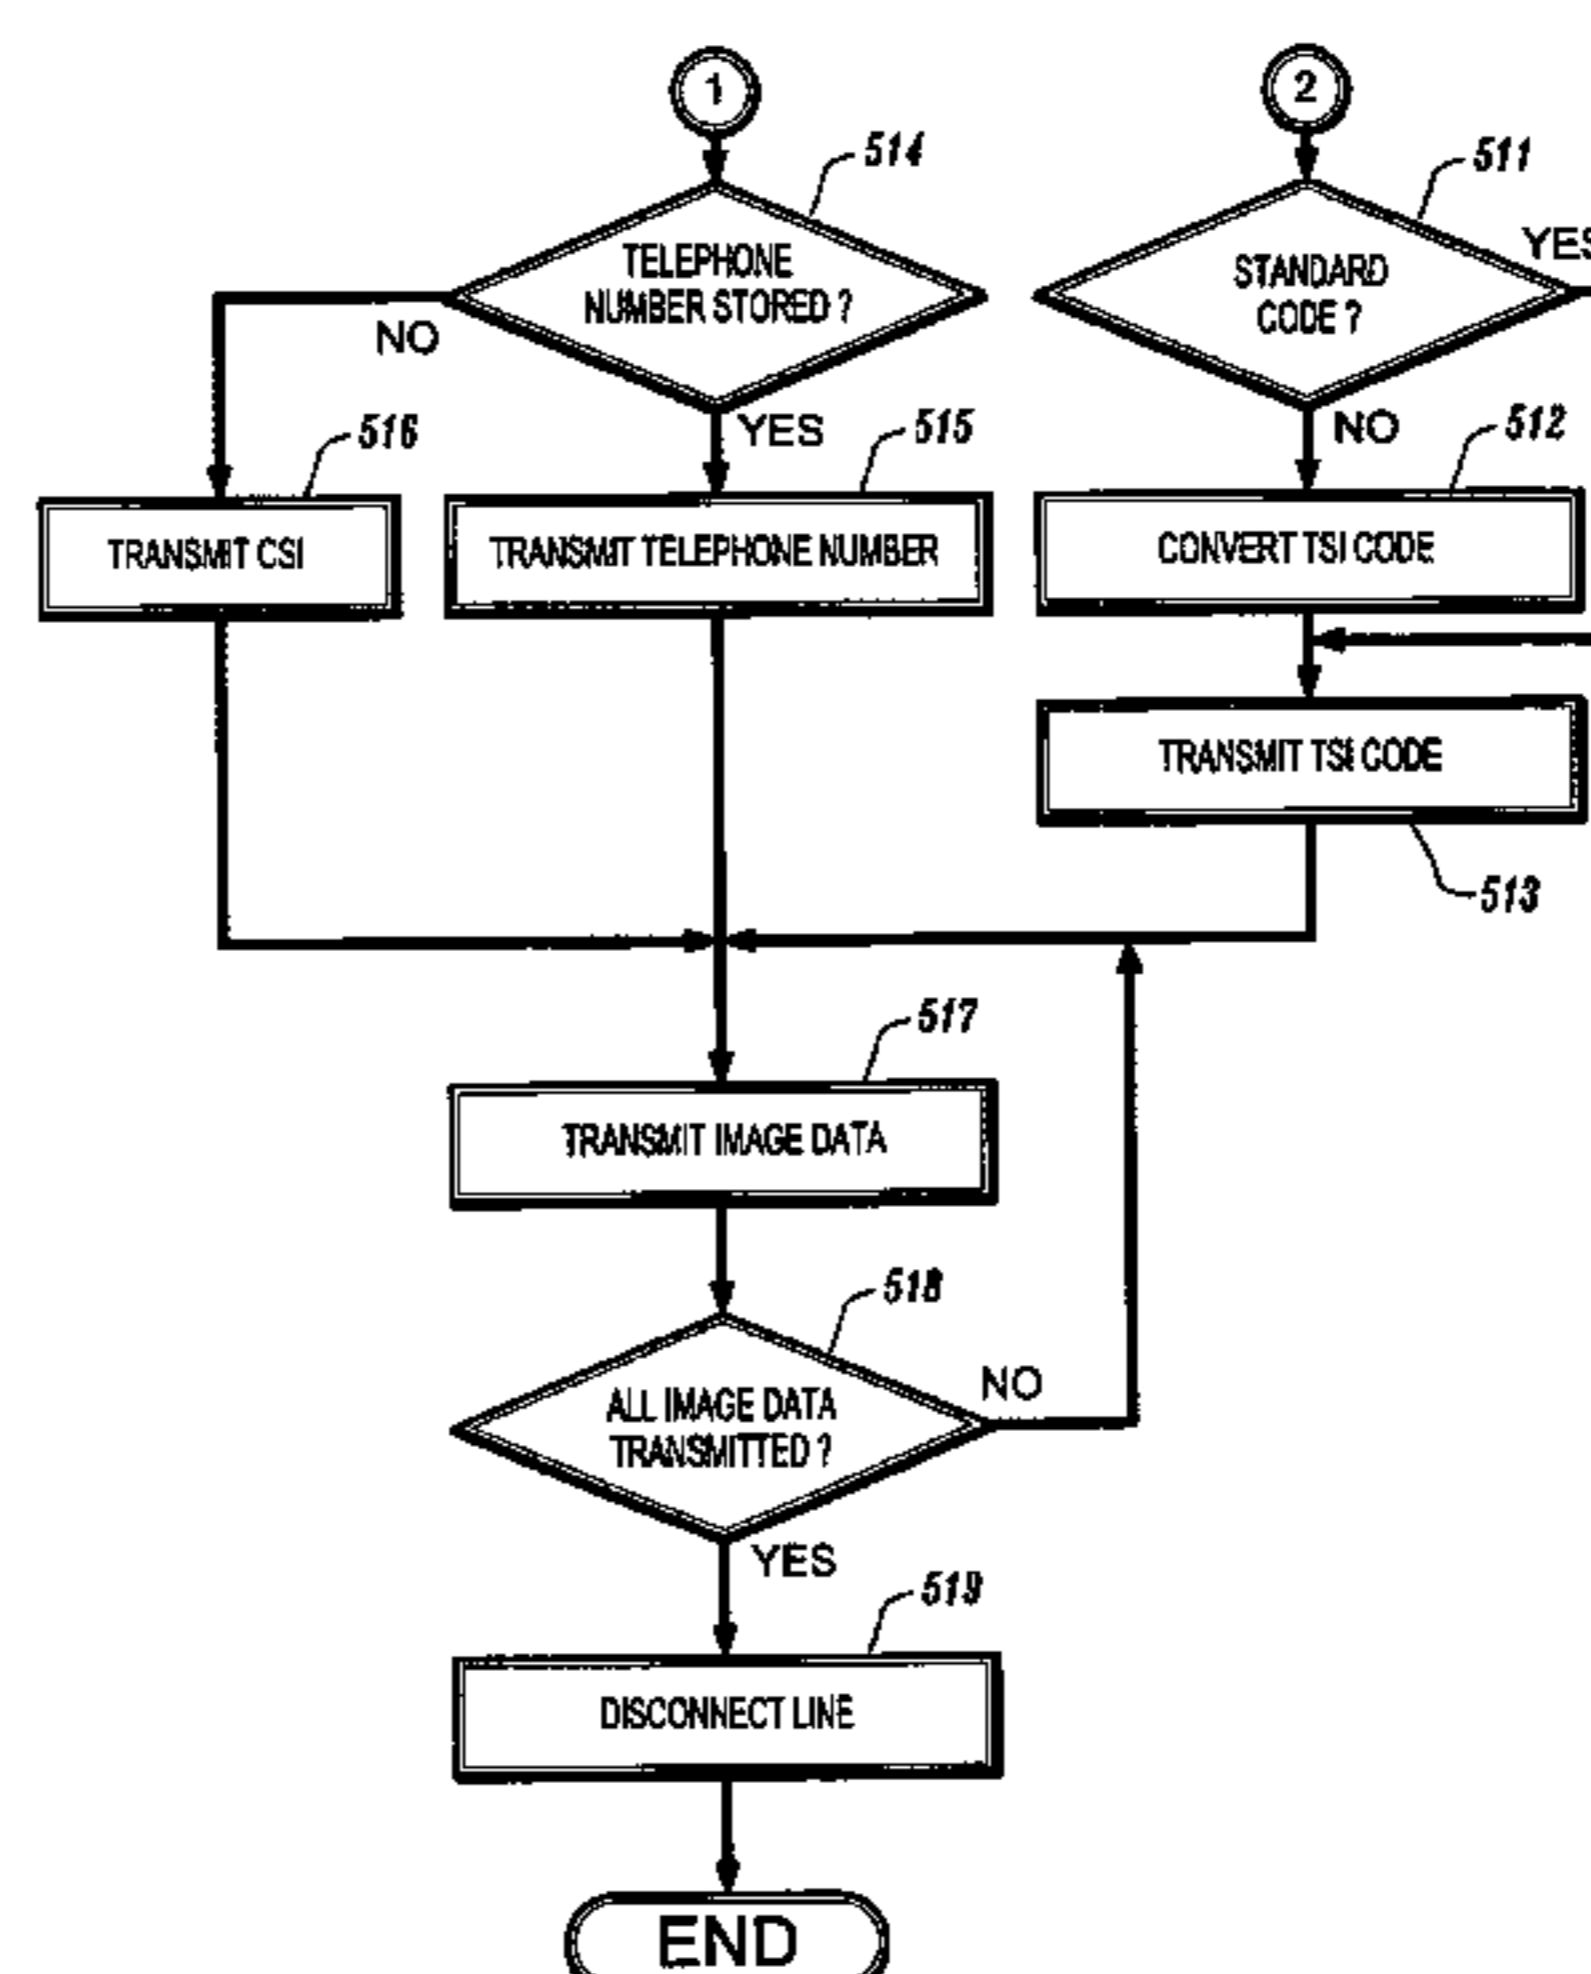 1
2
514
511
TELEPHONE
NUMBER STORED ?
STANDARD
CODE ?
YES
NO
YES
NO
516
515
512
TRANSMIT CSI
TRANSMIT TELEPHONE NUMBER
CONVERT TSI CODE
TRANSMIT TSI CODE
513
517
TRANSMIT IMAGE DATA
518
ALL IMAGE DATA
TRANSMITTED ?
NO
YES
519
DISCONNECT LINE
END